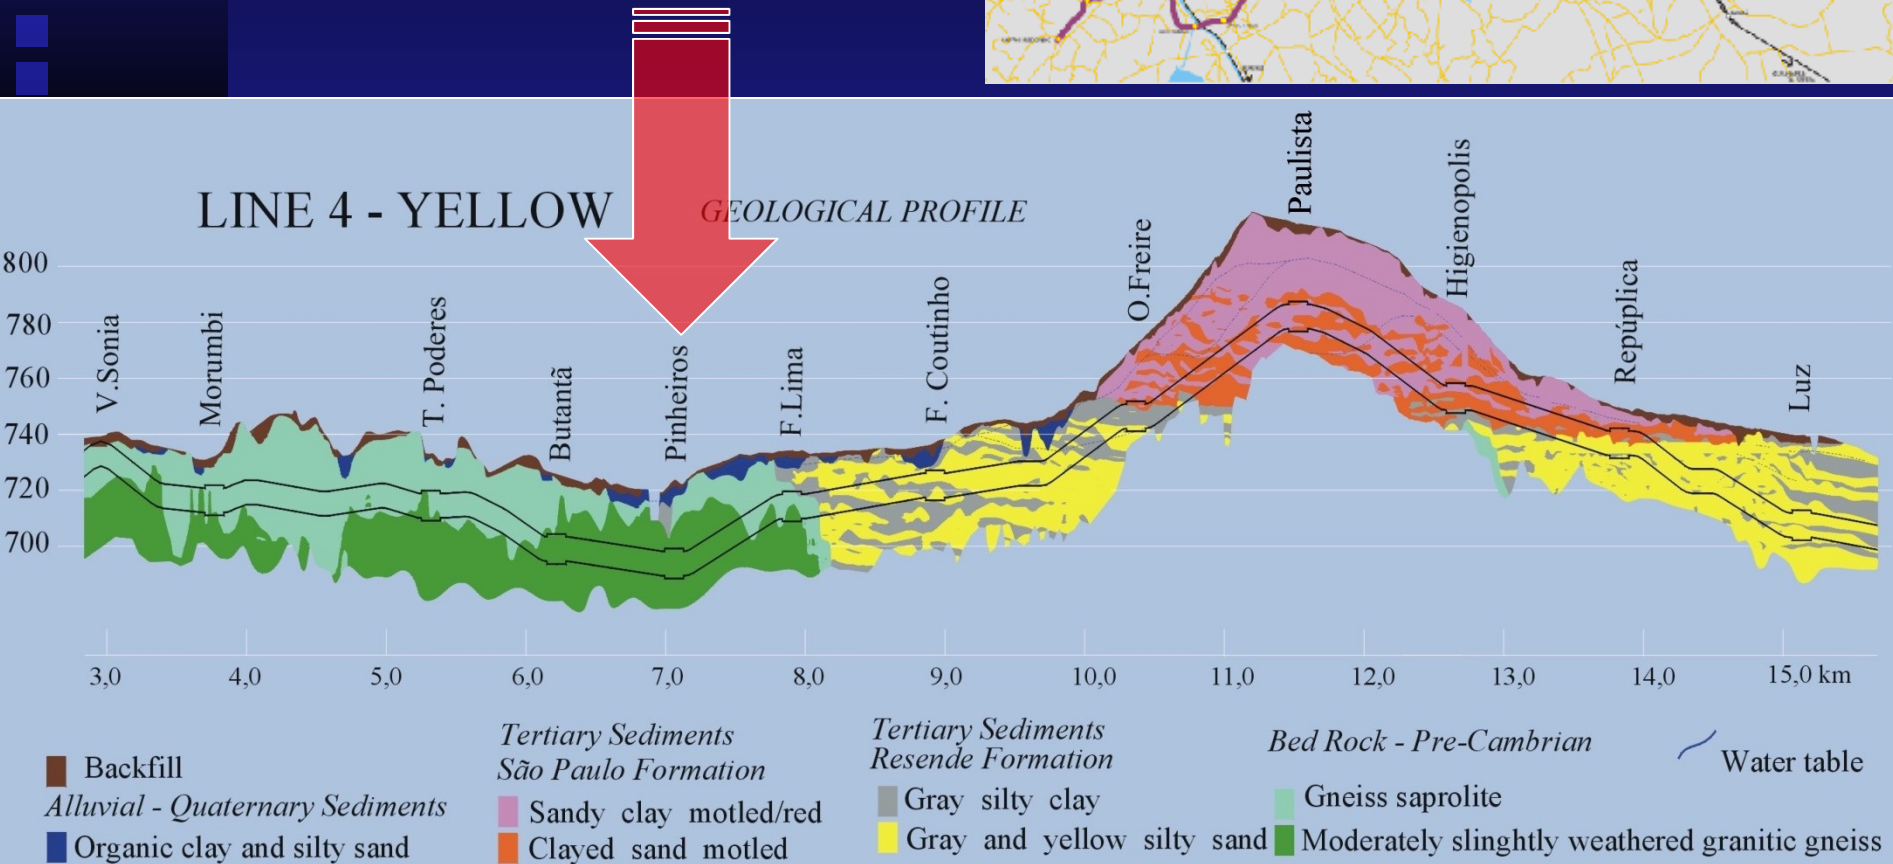 LINE 4 - YELLOW
GEOLOGICAL PROFILE
800
780
760
740
720
700
V.Sonia
Morumbi
T. Poderes
Butantã
Pinheiros
F.Lima
F. Coutinho
O.Freire
Paulista
Higienopolis
Repúplica
Luz
3,0 4,0 5,0 6,0 7,0 8,0 9,0 10,0 11,0 12,0 13,0 14,0 15,0 km
Backfill
Alluvial - Quaternary Sediments
Organic clay and silty sand
Tertiary Sediments
São Paulo Formation
Sandy clay motled/red
Clayed sand motled
Tertiary Sediments
Resende Formation
Gray silty clay
Gray and yellow silty sand
Bed Rock - Pre-Cambrian
Gneiss saprolite
Moderately slinghtly weathered granitic gneiss
Water table